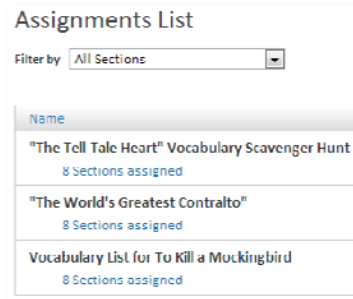 Assignments List
Filter by All Sections
Name
"The Tell Tale Heart" Vocabulary Scavenger Hunt
8 Sections assigned
"The World's Greatest Contralto"
8 Sections assigned
Vocabulary List for To Kill a Mockingbird
8 Sections assigned